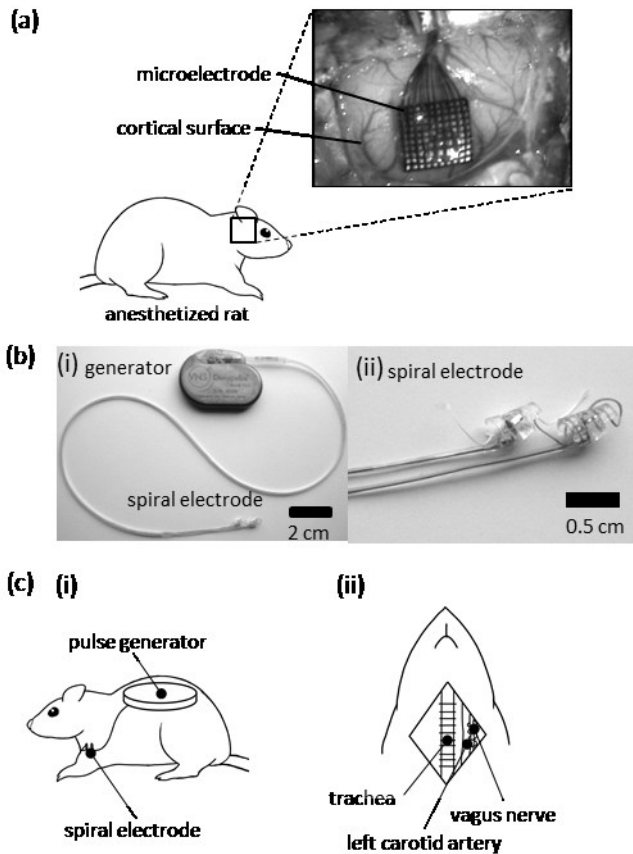 (a)
microelectrode
cortical surface
anesthetized rat
(b)
(i) generator
spiral electrode
2 cm
(ii) spiral electrode
0.5 cm
(c) (i)
pulse generator
spiral electrode
(ii)
trachea
vagus nerve
left carotid artery